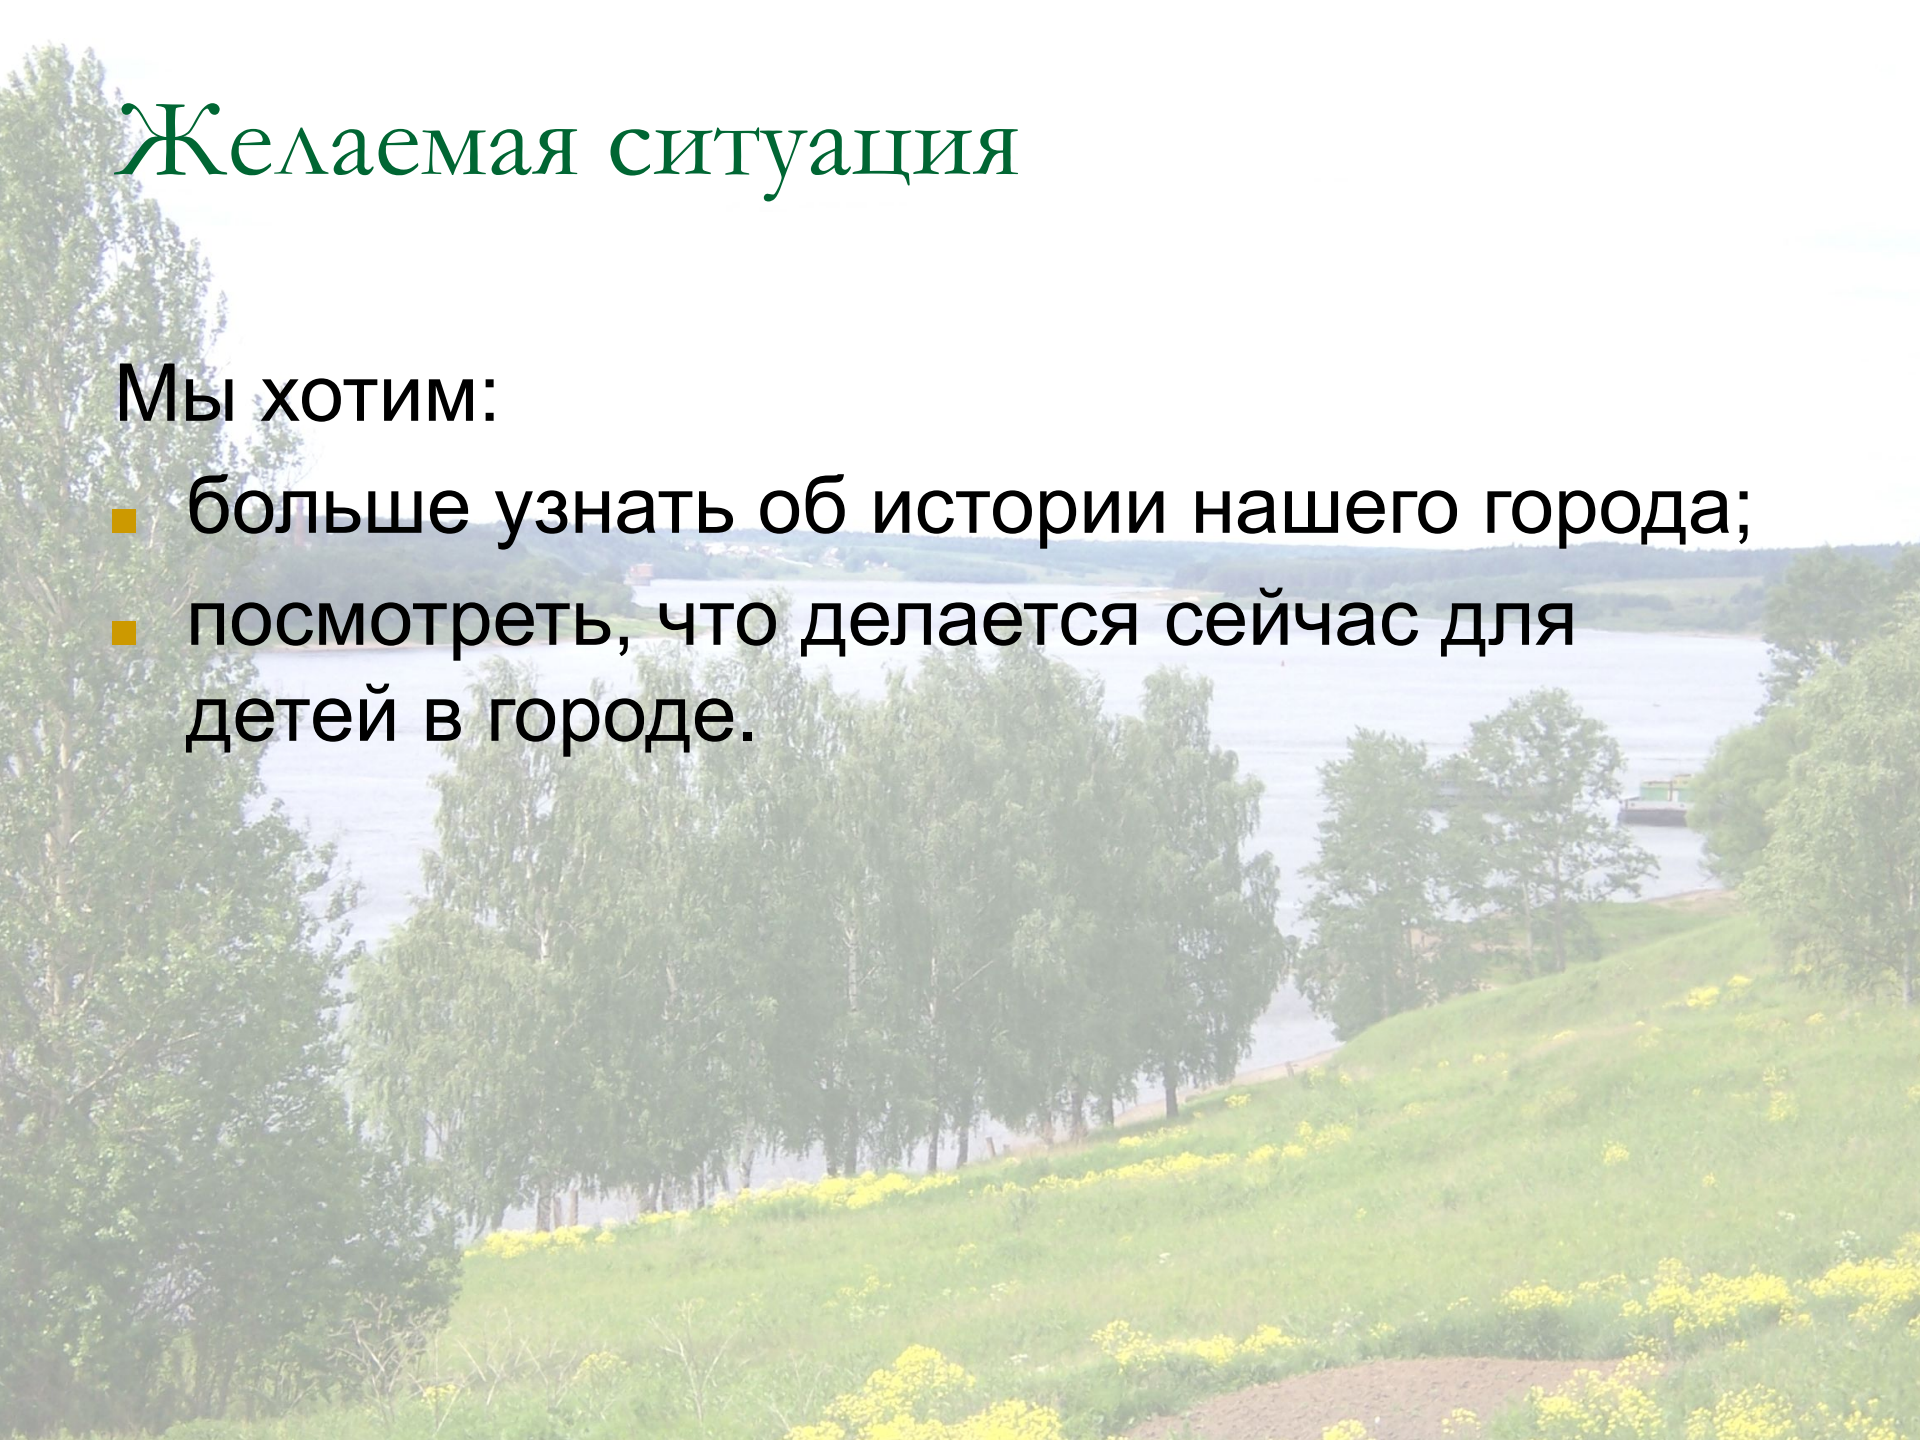 Желаемая ситуация
Мы хотим:
больше узнать об истории нашего города;
посмотреть, что делается сейчас для
детей в городе.